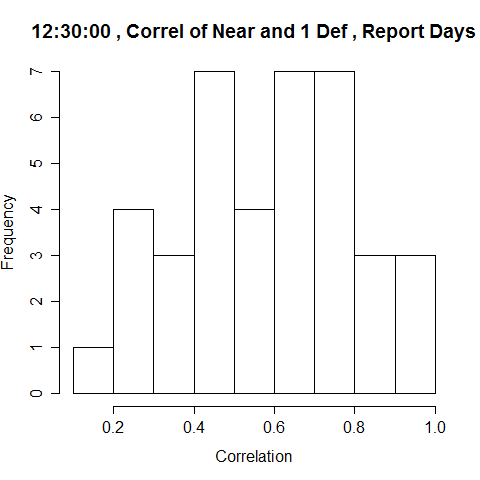 12:30:00 , Correl of Near and 1 Def , Report Days
7
6
5
4
3
2
1
0
Frequency
0.2 0.4 0.6 0.8 1.0
Correlation